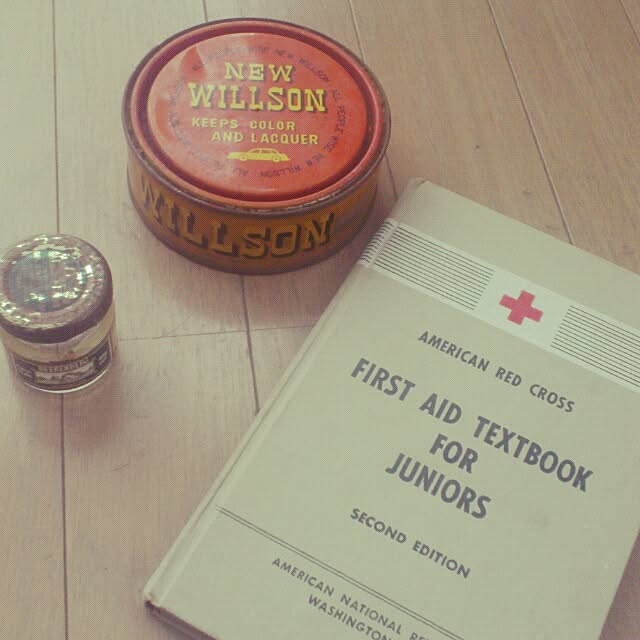 NEW
WILLSON
KEEPS COLOR
AND LACQUER
WILLSON
AMERICAN RED CROSS
FIRST AID TEXTBOOK
FOR
JUNIORS
SECOND EDITION
AMERICAN NATIONAL RE
WASHINGTON